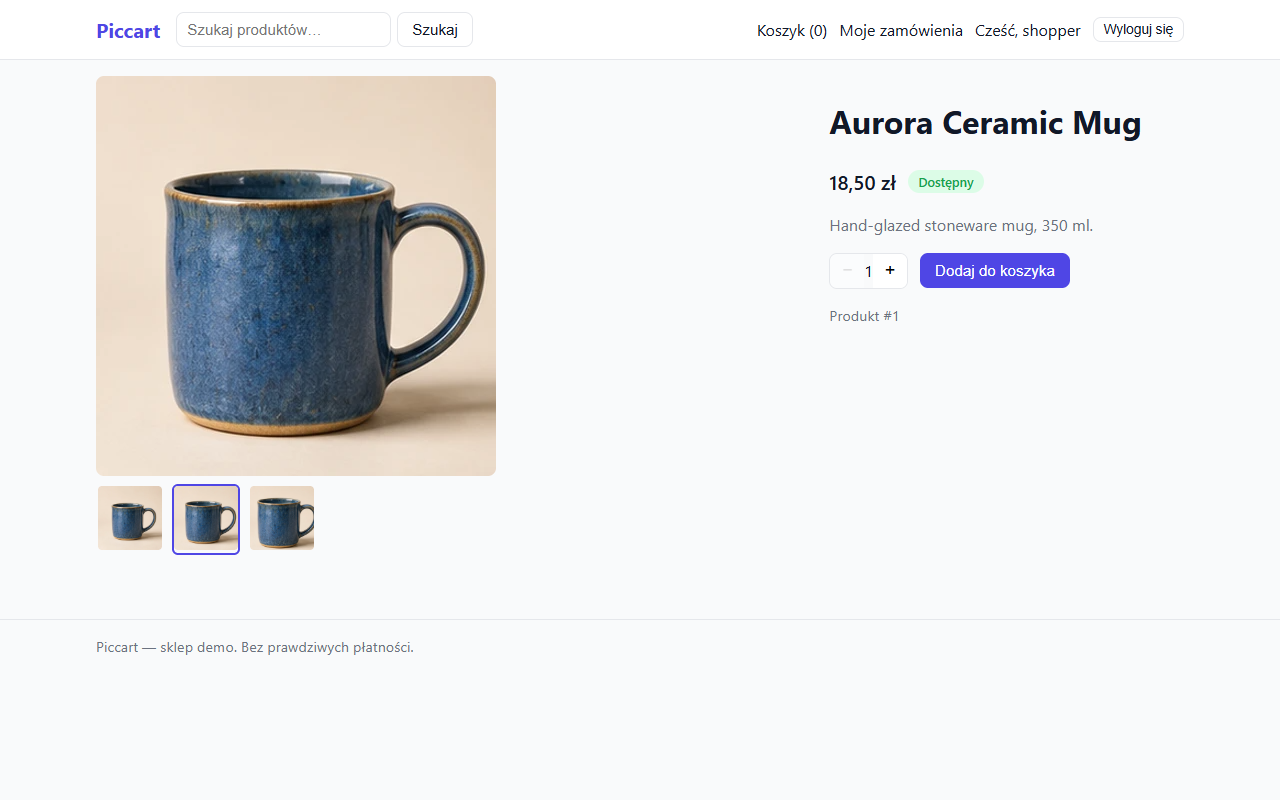 Piccart Szukaj produktów… Szukaj Koszyk (0) Moje zamówienia Cześć, shopper Wyloguj się
Aurora Ceramic Mug
18,50 zł Dostępny
Hand-glazed stoneware mug, 350 ml.
− 1 + Dodaj do koszyka
Produkt #1
Piccart — sklep demo. Bez prawdziwych płatności.